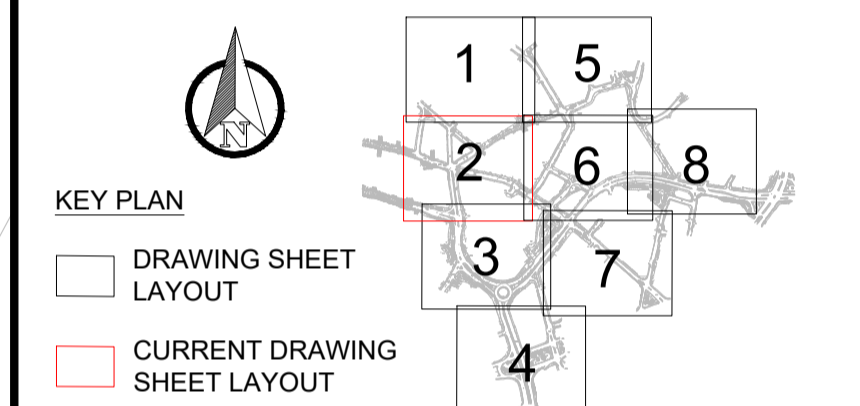 1
5
N
2
6
8
KEY PLAN
3
7
DRAWING SHEET
LAYOUT
4
CURRENT DRAWING
SHEET LAYOUT